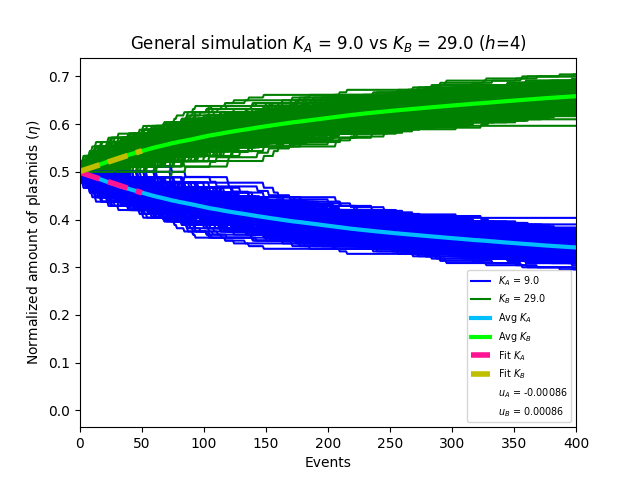 General simulation K_A = 9.0 vs K_B = 29.0 (h=4)
Normalized amount of plasmids (η)
0.7
0.6
0.5
0.4
0.3
0.2
0.1
0.0
K_A = 9.0
K_B = 29.0
Avg K_A
Avg K_B
Fit K_A
Fit K_B
u_A = -0.00086
u_B = 0.00086
0 50 100 150 200 250 300 350 400
Events